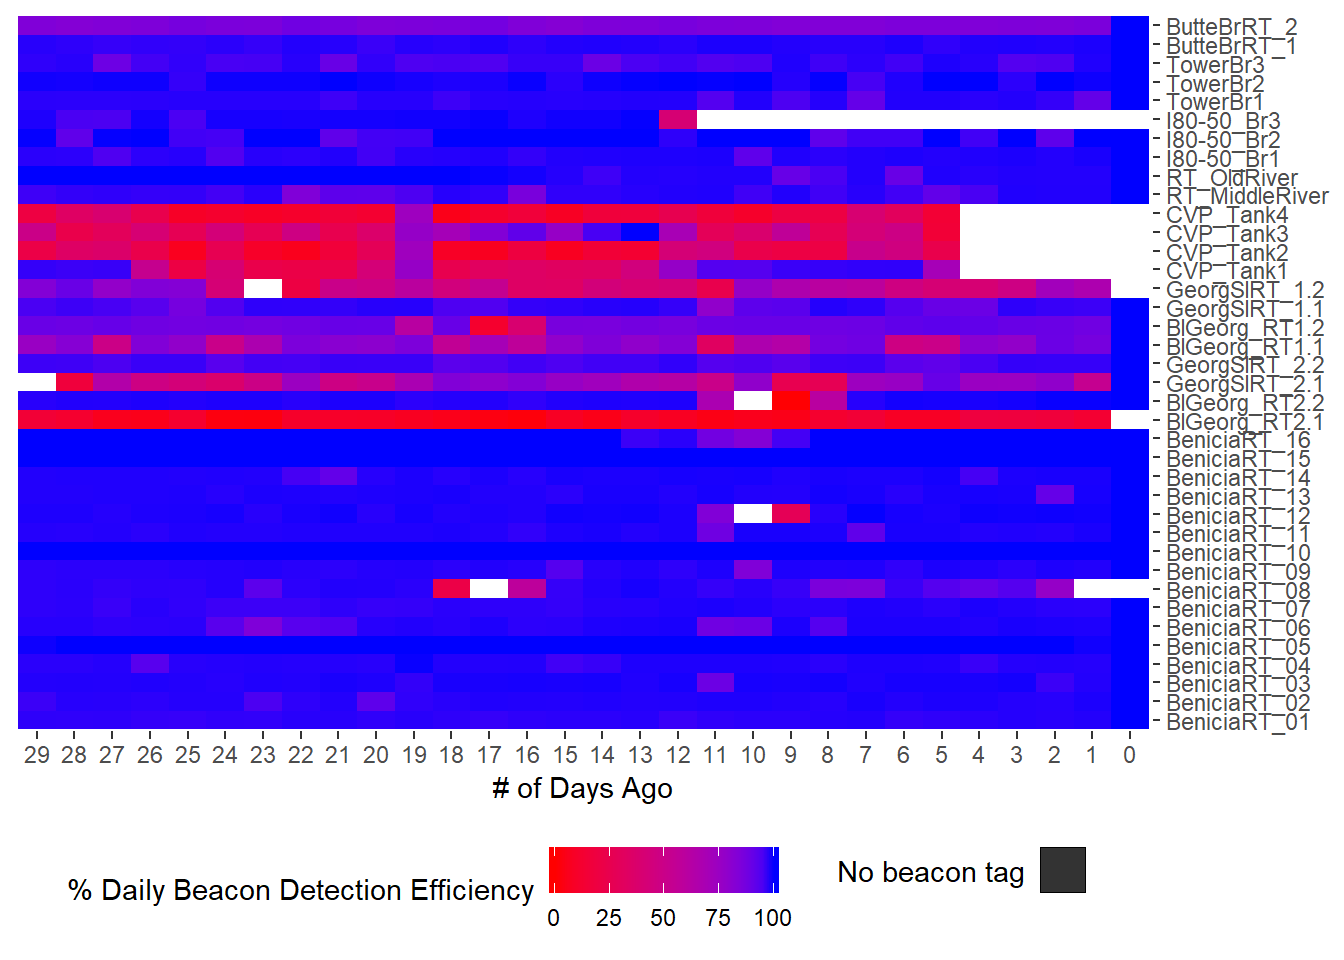 ButteBrRT_2
ButteBrRT_1
TowerBr3
TowerBr2
TowerBr1
I80-50_Br3
I80-50_Br2
I80-50_Br1
RT_OldRiver
RT_MiddleRiver
CVP_Tank4
CVP_Tank3
CVP_Tank2
CVP_Tank1
GeorgSlRT_1.2
GeorgSlRT_1.1
BlGeorg_RT1.2
BlGeorg_RT1.1
GeorgSlRT_2.2
GeorgSlRT_2.1
BlGeorg_RT2.2
BlGeorg_RT2.1
BeniciaRT_16
BeniciaRT_15
BeniciaRT_14
BeniciaRT_13
BeniciaRT_12
BeniciaRT_11
BeniciaRT_10
BeniciaRT_09
BeniciaRT_08
BeniciaRT_07
BeniciaRT_06
BeniciaRT_05
BeniciaRT_04
BeniciaRT_03
BeniciaRT_02
BeniciaRT_01
29 28 27 26 25 24 23 22 21 20 19 18 17 16 15 14 13 12 11 10 9 8 7 6 5 4 3 2 1 0
# of Days Ago
% Daily Beacon Detection Efficiency
0 25 50 75 100
No beacon tag